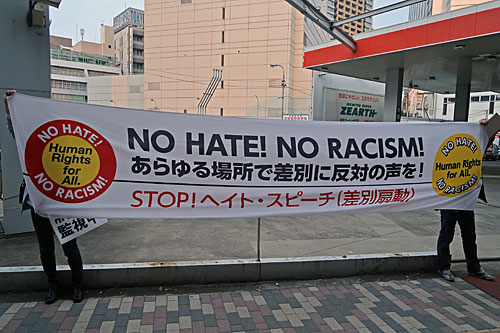 NO HATE! NO RACISM!
あらゆる場所で差別に反対の声を!
STOP!ヘイト・スピーチ(差別扇動)
NO HATE!
Human
Rights
for
All.
NO RACISM!
NO HATE!
Human
Rights
for All.
NO RACISM!
ZEARTH
監視中